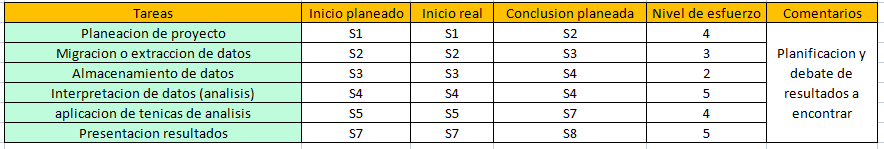 Tareas Inicio planeado Inicio real Conclusion planeada Nivel de esfuerzo Comentarios
Planeacion de proyecto S1 S1 S2 4
Migracion o extraccion de datos S2 S2 S3 3
Almacenamiento de datos S3 S3 S4 2
Interpretacion de datos (analisis) S4 S4 S4 5
aplicacion de tenicas de analisis S5 S5 S7 4
Presentacion resultados S7 S7 S8 5
Planificacion y
debate de
resultados a
encontrar